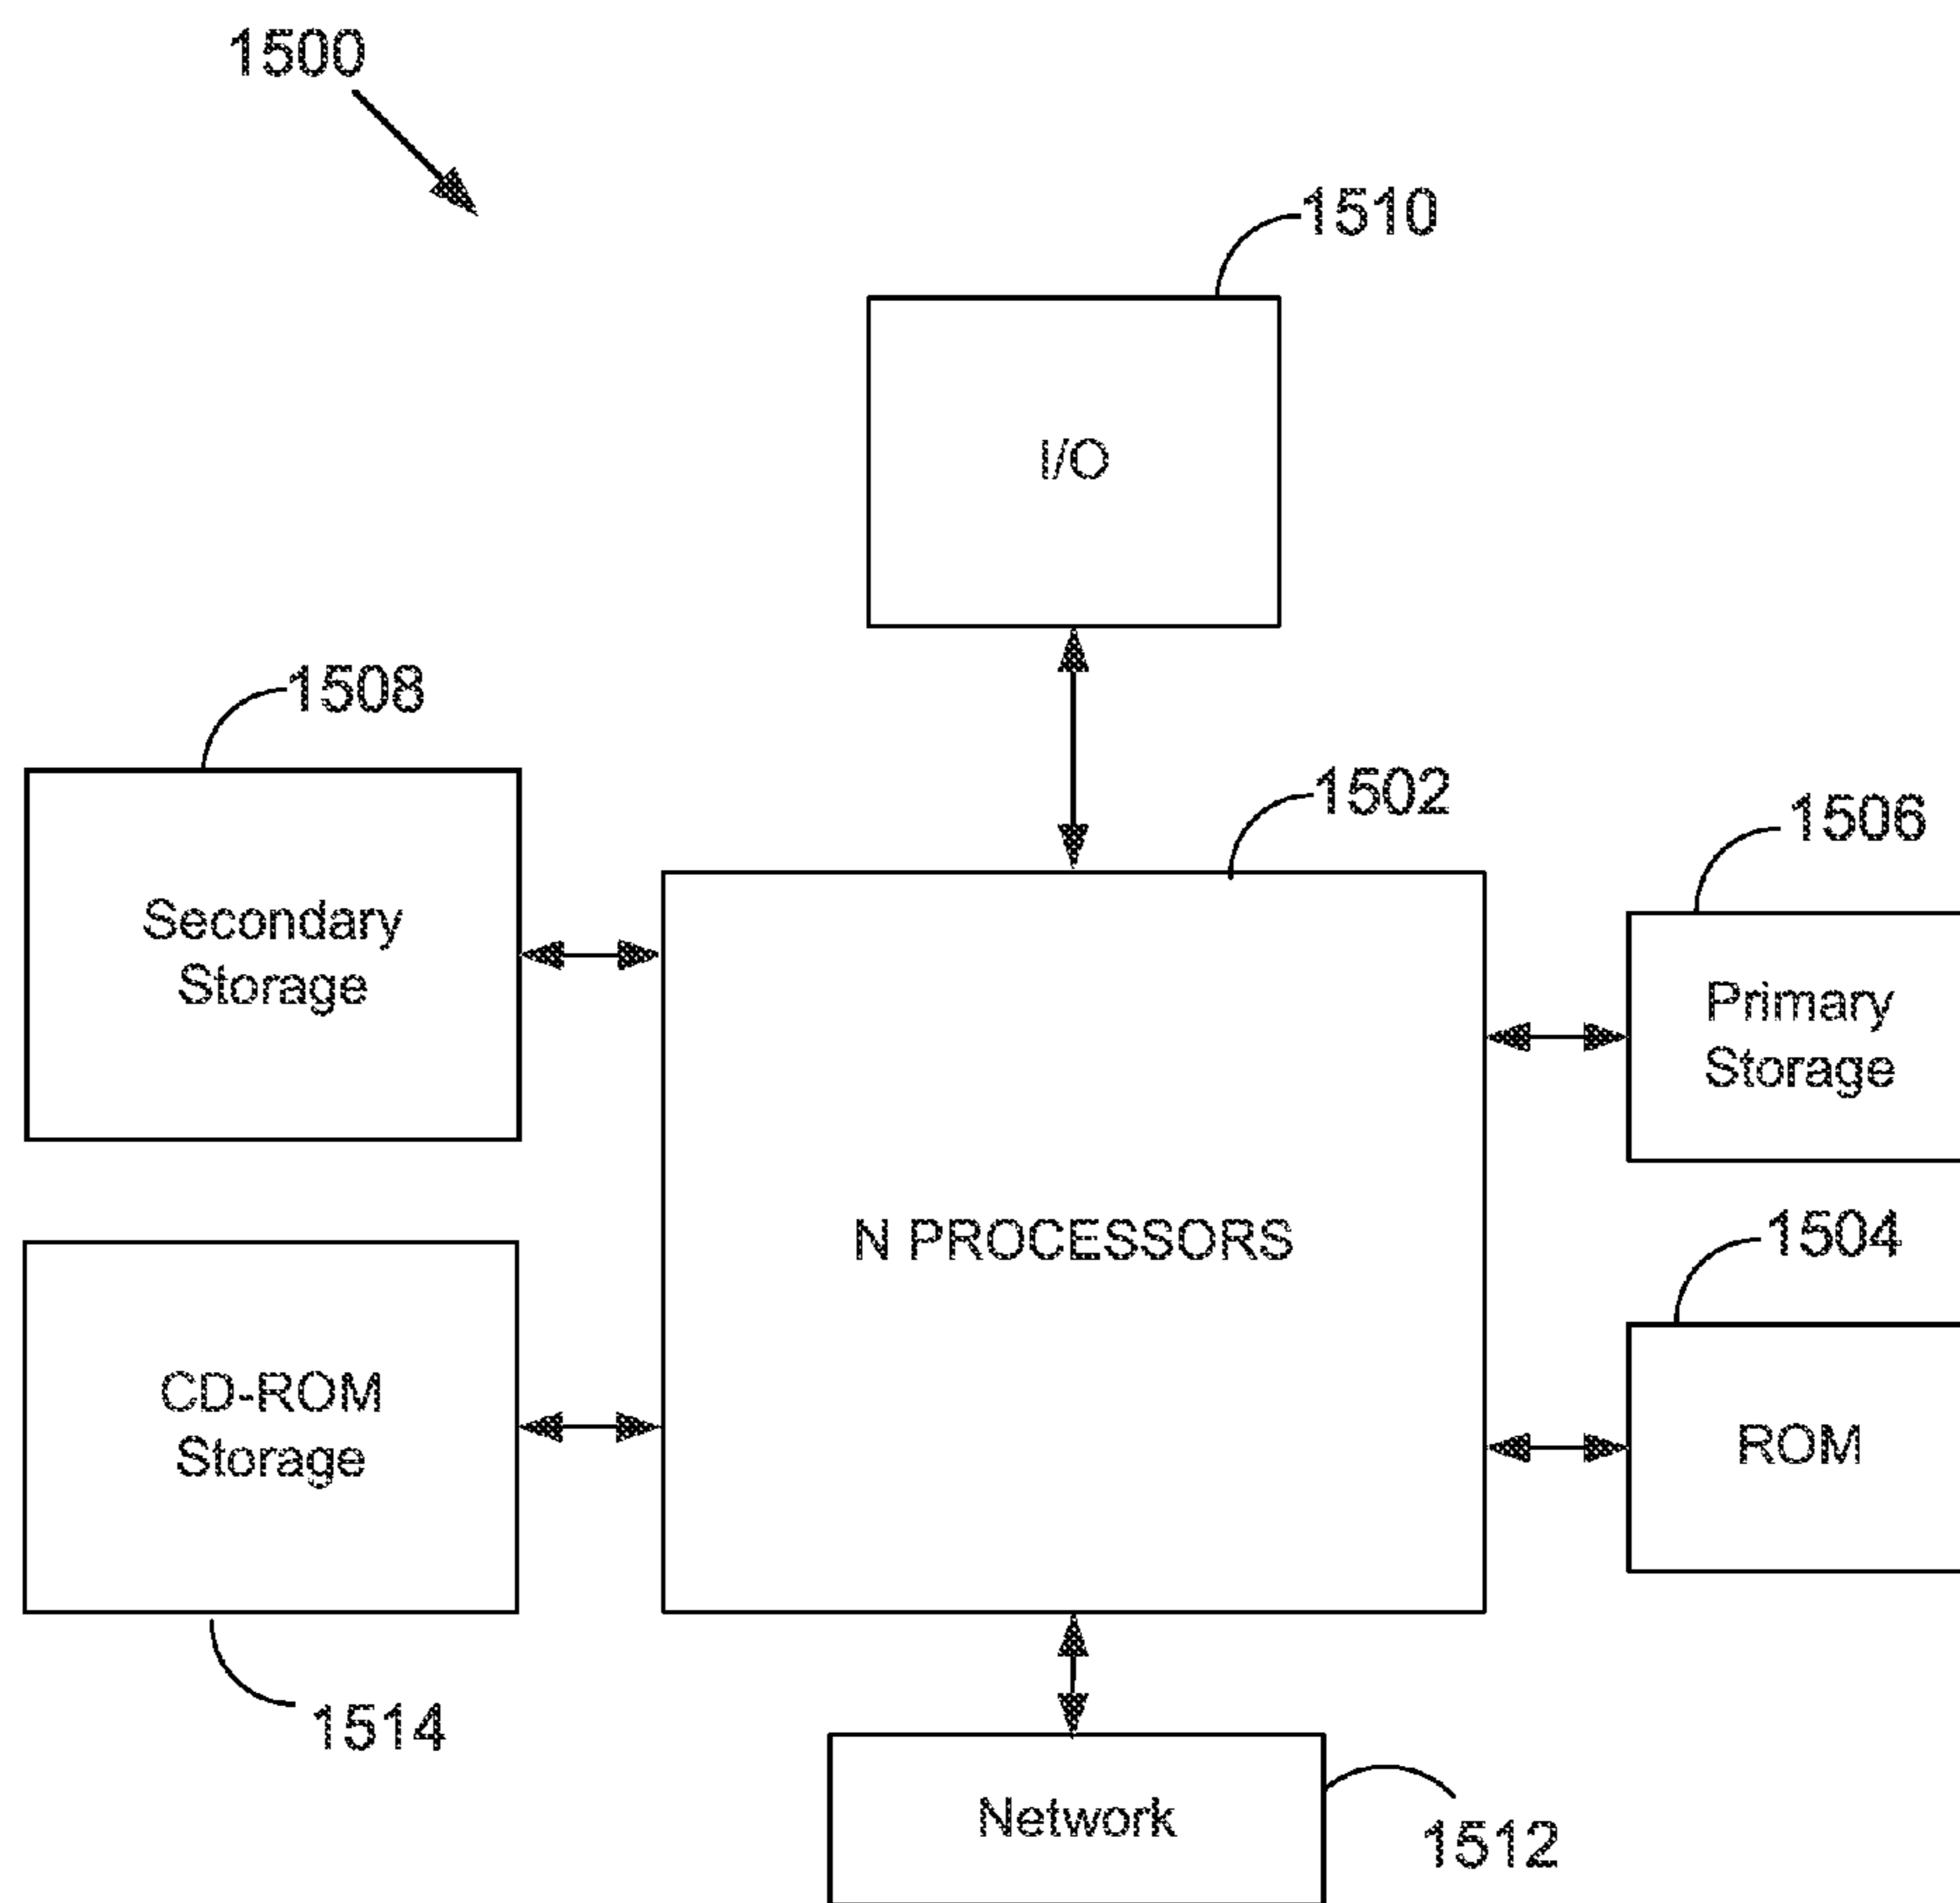 1500
1510
I/O
1508
1502
1506
Secondary
Storage
Primary
Storage
N PROCESSORS
1504
CD-ROM
Storage
ROM
1514
Network
1512